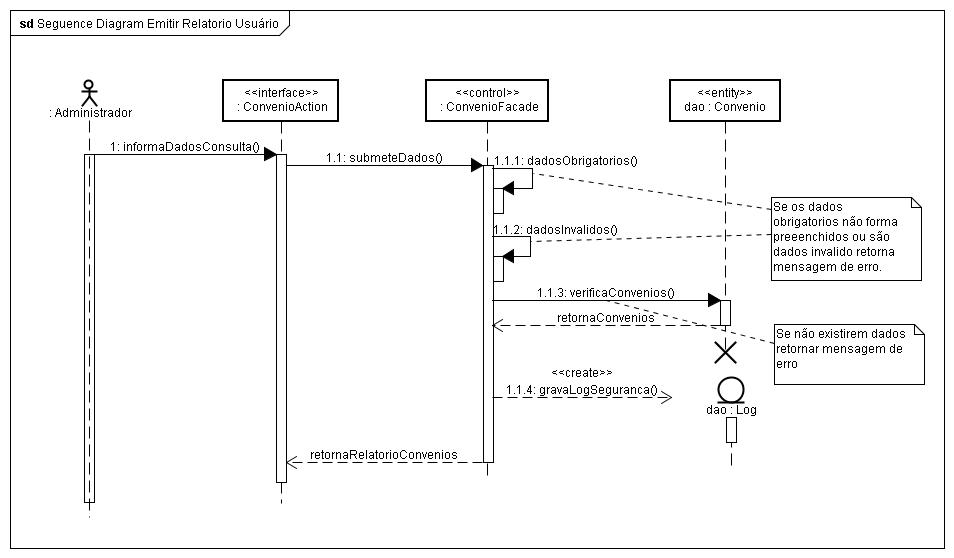 sd Seguence Diagram Emitir Relatorio Usuário
: Administrador
<<interface>>
: ConvenioAction
<<control>>
: ConvenioFacade
<<entity>>
dao : Convenio
1: informaDadosConsulta()
1.1: submeteDados()
1.1.1: dadosObrigatorios()
Se os dados
obrigatorios não forma
preeenchidos ou são
dados invalido retorna
mensagem de erro.
1.1.2: dadosInvalidos()
1.1.3: verificaConvenios()
retornaConvenios
Se não existirem dados
retornar mensagem de
erro
<<create>>
1.1.4: gravaLogSeguranca()
dao : Log
retornaRelatorioConvenios